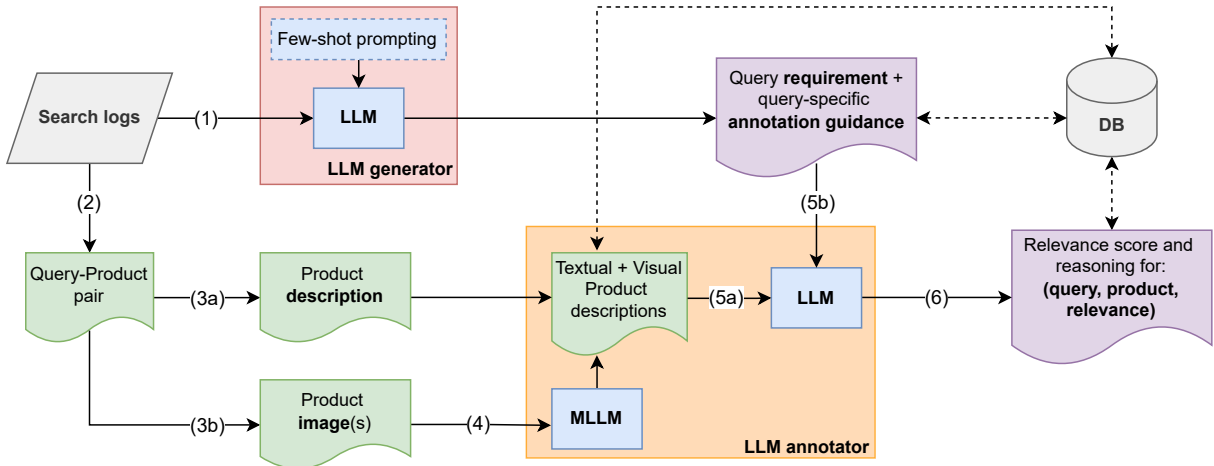 Few-shot prompting
Search logs
(1)
LLM
LLM generator
Query requirement +
query-specific
annotation guidance
DB
(2)
(5b)
Query-Product
pair
(3a)
Product
description
Textual + Visual
Product
descriptions
(5a)
LLM
(6)
Relevance score and
reasoning for:
(query, product,
relevance)
(3b)
Product
image(s)
(4)
MLLM
LLM annotator